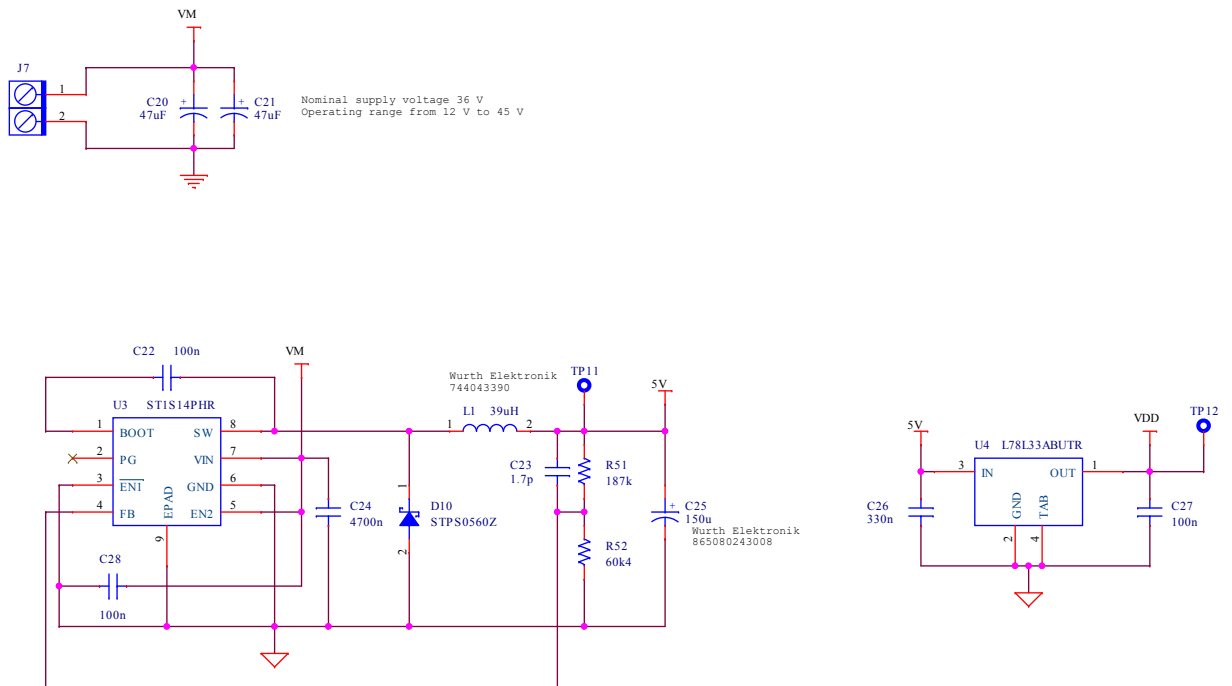 VM
J7
1
2
C20
47uF
+
+
C21
47uF
Nominal supply voltage 36 V
Operating range from 12 V to 45 V
C22 100n
VM
Wurth Elektronik
744043390
TP11
5V
U3 ST1S14PHR
L1 39uH
1 BOOT SW 8
2 PG VIN 7
3 EN1 GND 6
4 FB EN2 5
EPAD
9
C28
100n
C24
4700n
1
D10
STPS0560Z
2
1
2
C23
1.7p
R51
187k
R52
60k4
+
C25
150u
Wurth Elektronik
865080243008
5V
VDD
TP12
U4 L78L33ABUTR
3 IN OUT 1
GND
TAB
2
4
C26
330n
C27
100n